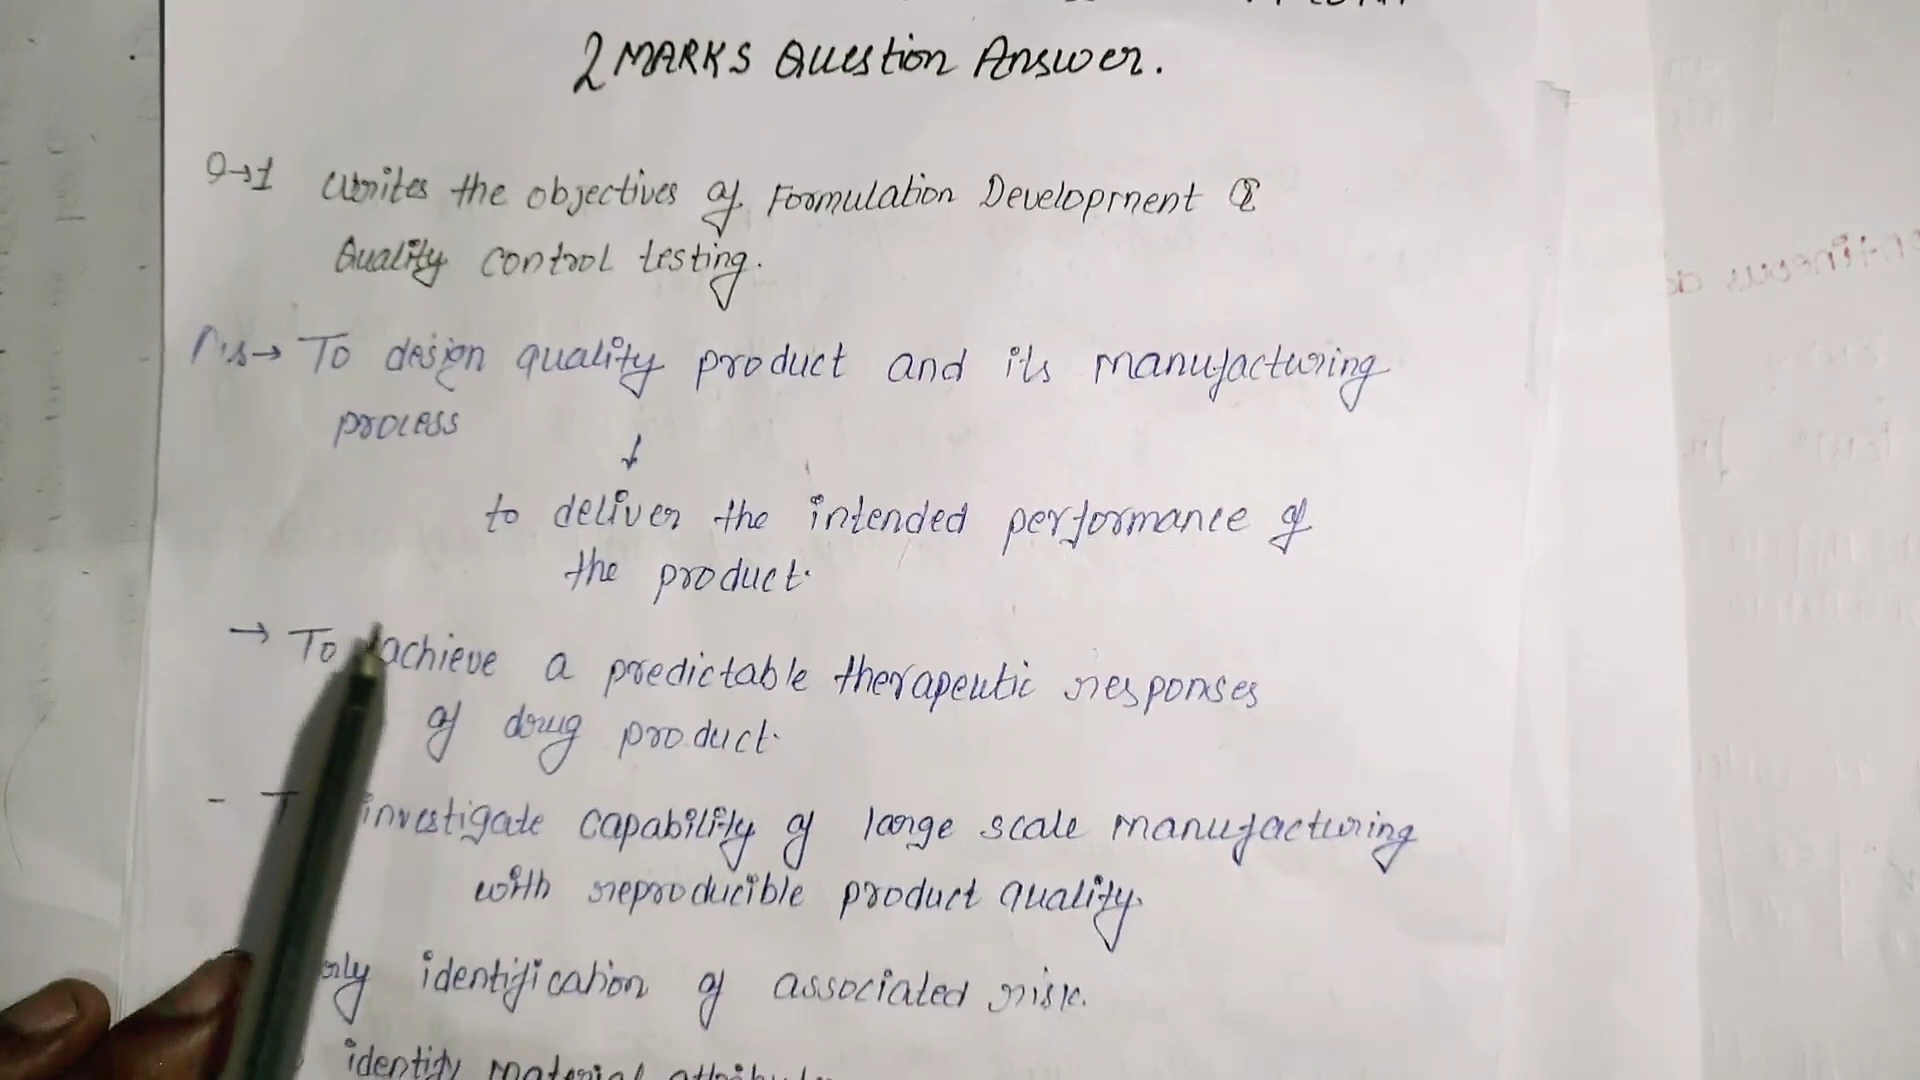 2 MARKS Question Answer.
Q→1 Writes the objectives of Formulation Development &
Quality control testing.
Ans→ To design quality product and its manufacturing
process
↓
to deliver the intended performance of
the product.
→ To achieve a predictable therapeutic responses
of drug product.
- T investigate capability of large scale manufacturing
with reproducible product quality.
identification of associated risk.
identify material